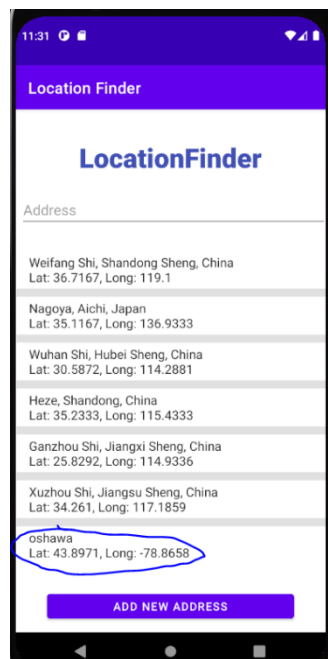 11:31
Location Finder
LocationFinder
Address
Weifang Shi, Shandong Sheng, China
Lat: 36.7167, Long: 119.1
Nagoya, Aichi, Japan
Lat: 35.1167, Long: 136.9333
Wuhan Shi, Hubei Sheng, China
Lat: 30.5872, Long: 114.2881
Heze, Shandong, China
Lat: 35.2333, Long: 115.4333
Ganzhou Shi, Jiangxi Sheng, China
Lat: 25.8292, Long: 114.9336
Xuzhou Shi, Jiangsu Sheng, China
Lat: 34.261, Long: 117.1859
oshawa
Lat: 43.8971, Long: -78.8658
ADD NEW ADDRESS